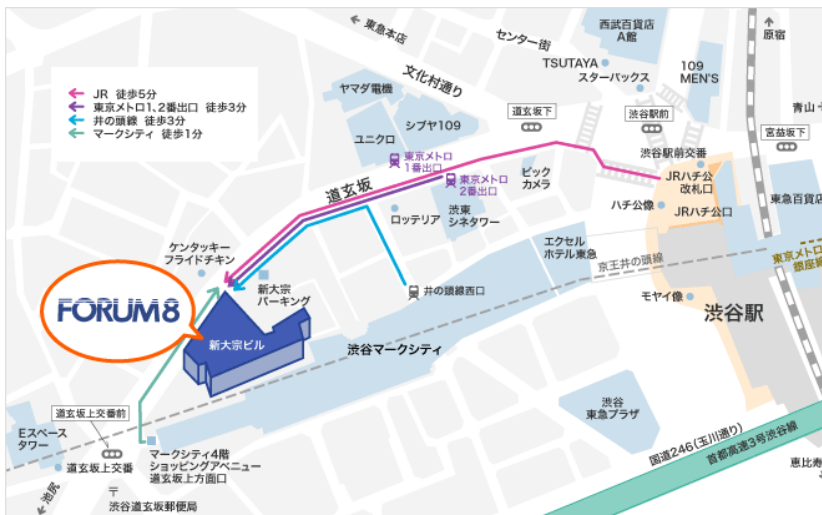 東急本店
センター街
西武百貨店
A館
原宿
TSUTAYA
スターバックス
109
MEN'S
文化村通り
JR 徒歩5分
東京メトロ1、2番出口 徒歩3分
井の頭線 徒歩3分
マークシティ 徒歩1分
ヤマダ電機
シブヤ109
ユニクロ
道玄坂下
渋谷駅前
青山
宮益坂下
渋谷駅前交番
東京メトロ
1番出口
東京メトロ
2番出口
ビック
カメラ
JRハチ公
改札口
道玄坂
ハチ公像
JRハチ公口
東急百貨店
ロッテリア
渋東
シネタワー
エクセル
ホテル東急
ケンタッキー
フライドチキン
京王井の頭線
東京メトロ
銀座線
新大宗
パーキング
井の頭線西口
モヤイ像
渋谷駅
FORUM8
新大宗ビル
渋谷マークシティ
道玄坂上交番前
渋谷
東急プラザ
Eスペース
タワー
道玄坂上交番
マークシティ4階
ショッピングアベニュー
道玄坂上方面口
国道246(玉川通り)
首都高速3号渋谷線
恵比寿
池尻
〒
渋谷道玄坂郵便局